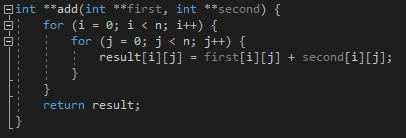 int **add(int **first, int **second) {
    for (i = 0; i < n; i++) {
        for (j = 0; j < n; j++) {
            result[i][j] = first[i][j] + second[i][j];
        }
    }
    return result;
}